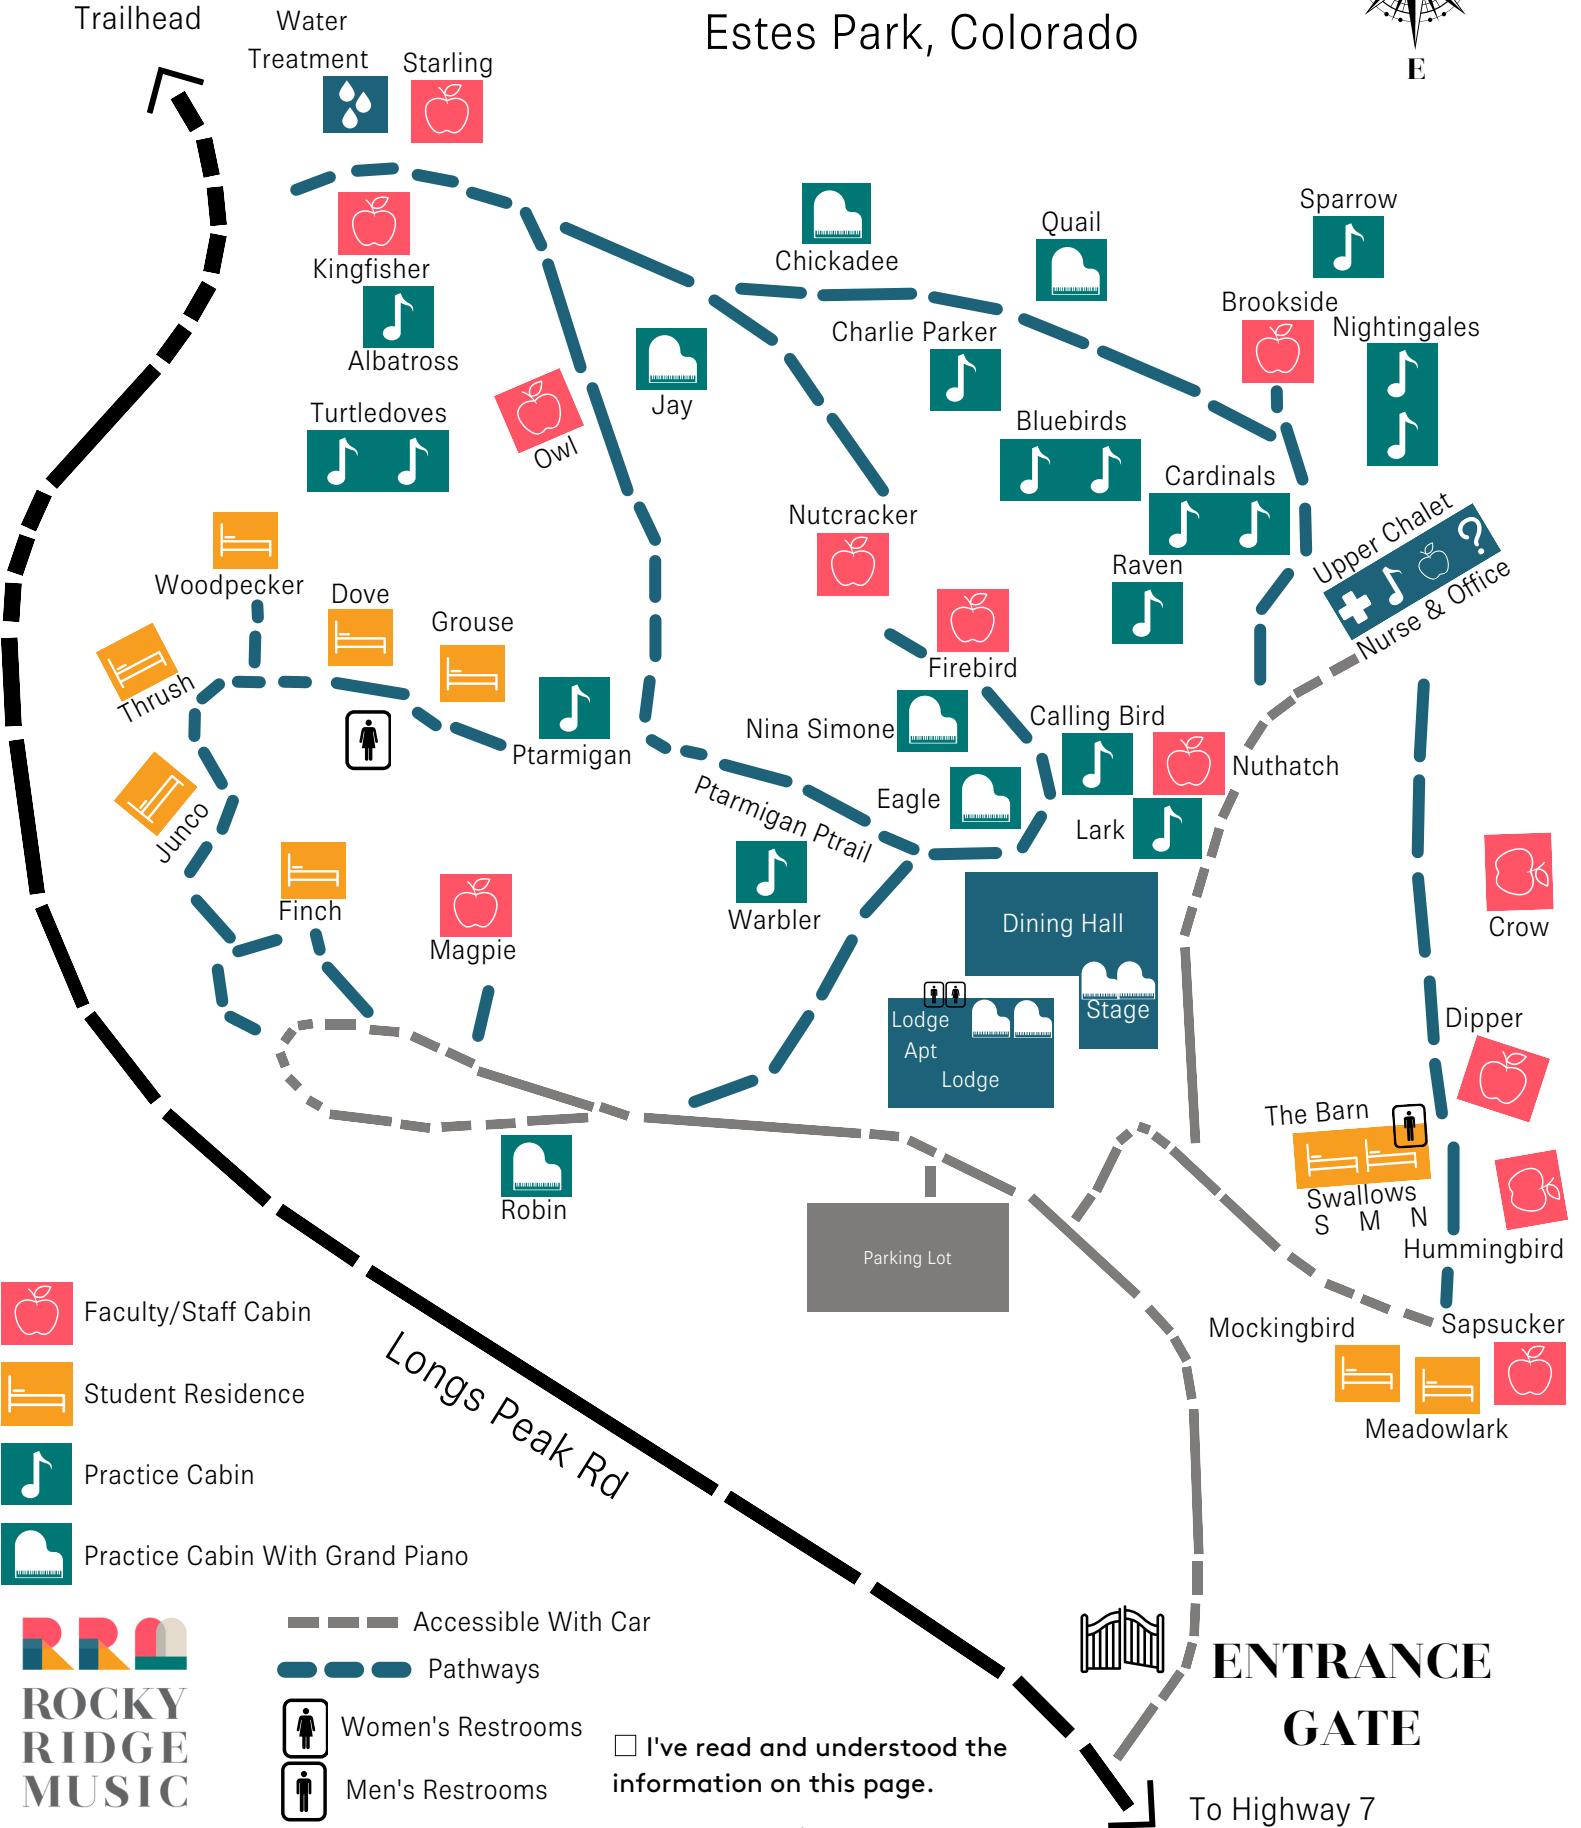 Trailhead
Water
Treatment
Starling
Estes Park, Colorado
E
Kingfisher
Albatross
Turtledoves
Owl
Jay
Chickadee
Charlie Parker
Quail
Sparrow
Brookside
Nightingales
Bluebirds
Cardinals
Raven
Upper Chalet
?
Nurse & Office
Nutcracker
Firebird
Woodpecker
Dove
Grouse
Thrush
Ptarmigan
Junco
Finch
Magpie
Nina Simone
Calling Bird
Nuthatch
Eagle
Lark
Ptarmigan Ptrail
Warbler
Dining Hall
Stage
Lodge
Apt
Lodge
Crow
Dipper
The Barn
Swallows
S M N
Hummingbird
Robin
Parking Lot
Mockingbird
Sapsucker
Meadowlark
Longs Peak Rd
Faculty/Staff Cabin
Student Residence
Practice Cabin
Practice Cabin With Grand Piano
Accessible With Car
Pathways
Women's Restrooms
Men's Restrooms
ROCKY
RIDGE
MUSIC
☐ I've read and understood the
information on this page.
ENTRANCE
GATE
To Highway 7